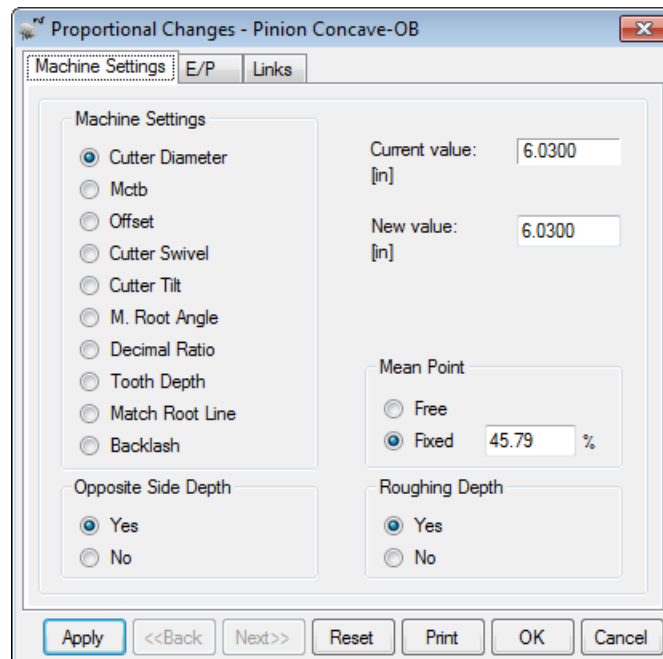 Proportional Changes - Pinion Concave-OB
Machine Settings
E/P
Links
Machine Settings
Cutter Diameter
Mctb
Offset
Cutter Swivel
Cutter Tilt
M. Root Angle
Decimal Ratio
Tooth Depth
Match Root Line
Backlash
Current value:
[in]
6.0300
New value:
[in]
6.0300
Mean Point
Free
Fixed
45.79
%
Opposite Side Depth
Yes
No
Roughing Depth
Yes
No
Apply
<<Back
Next>>
Reset
Print
OK
Cancel